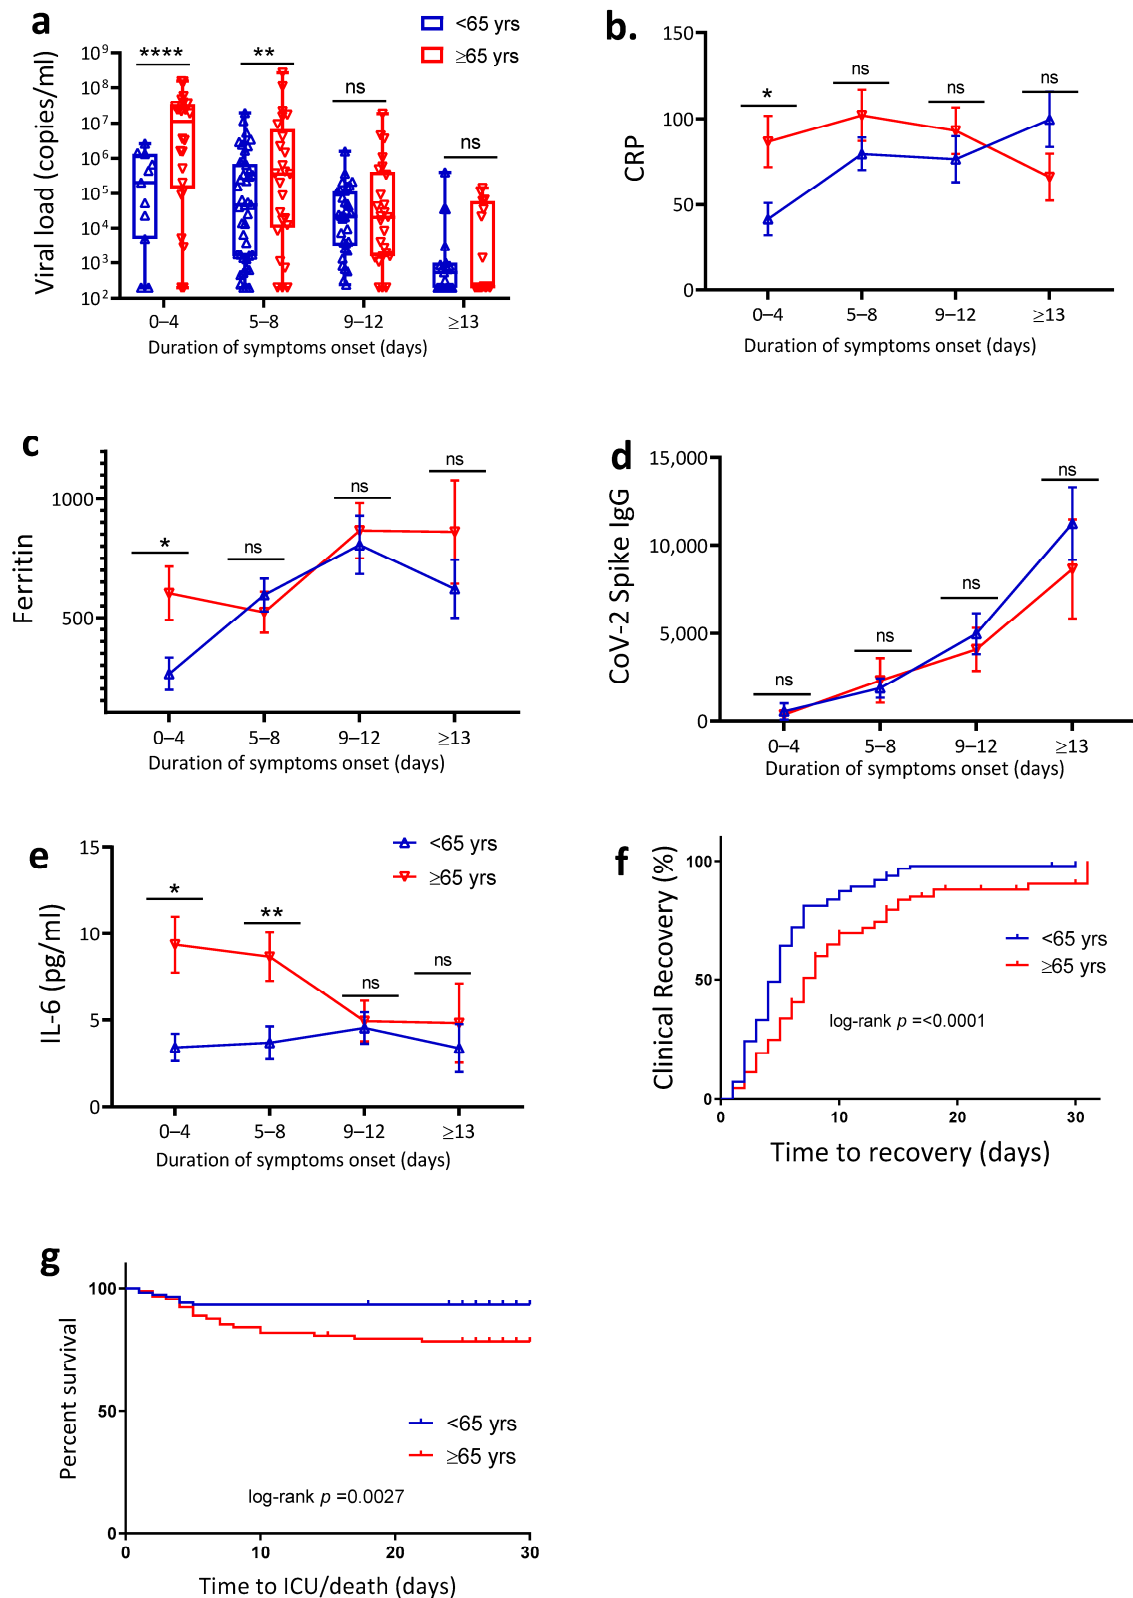 a
<65 yrs
≥65 yrs
Viral load (copies/ml)
10⁹
10⁸
10⁷
10⁶
10⁵
10⁴
10³
10²
****
**
ns
ns
0–4
5–8
9–12
≥13
Duration of symptoms onset (days)
b.
CRP
150
100
50
0
*
ns
ns
ns
0–4
5–8
9–12
≥13
Duration of symptoms onset (days)
c
Ferritin
1000
500
*
ns
ns
ns
0–4
5–8
9–12
≥13
Duration of symptoms onset (days)
d
CoV-2 Spike IgG
15,000
10,000
5,000
0
ns
ns
ns
ns
0–4
5–8
9–12
≥13
Duration of symptoms onset (days)
e
<65 yrs
≥65 yrs
IL-6 (pg/ml)
15
10
5
0
*
**
ns
ns
0–4
5–8
9–12
≥13
Duration of symptoms onset (days)
f
Clinical Recovery (%)
100
50
0
<65 yrs
≥65 yrs
log-rank p =<0.0001
0
10
20
30
Time to recovery (days)
g
Percent survival
100
50
0
<65 yrs
≥65 yrs
log-rank p =0.0027
0
10
20
30
Time to ICU/death (days)